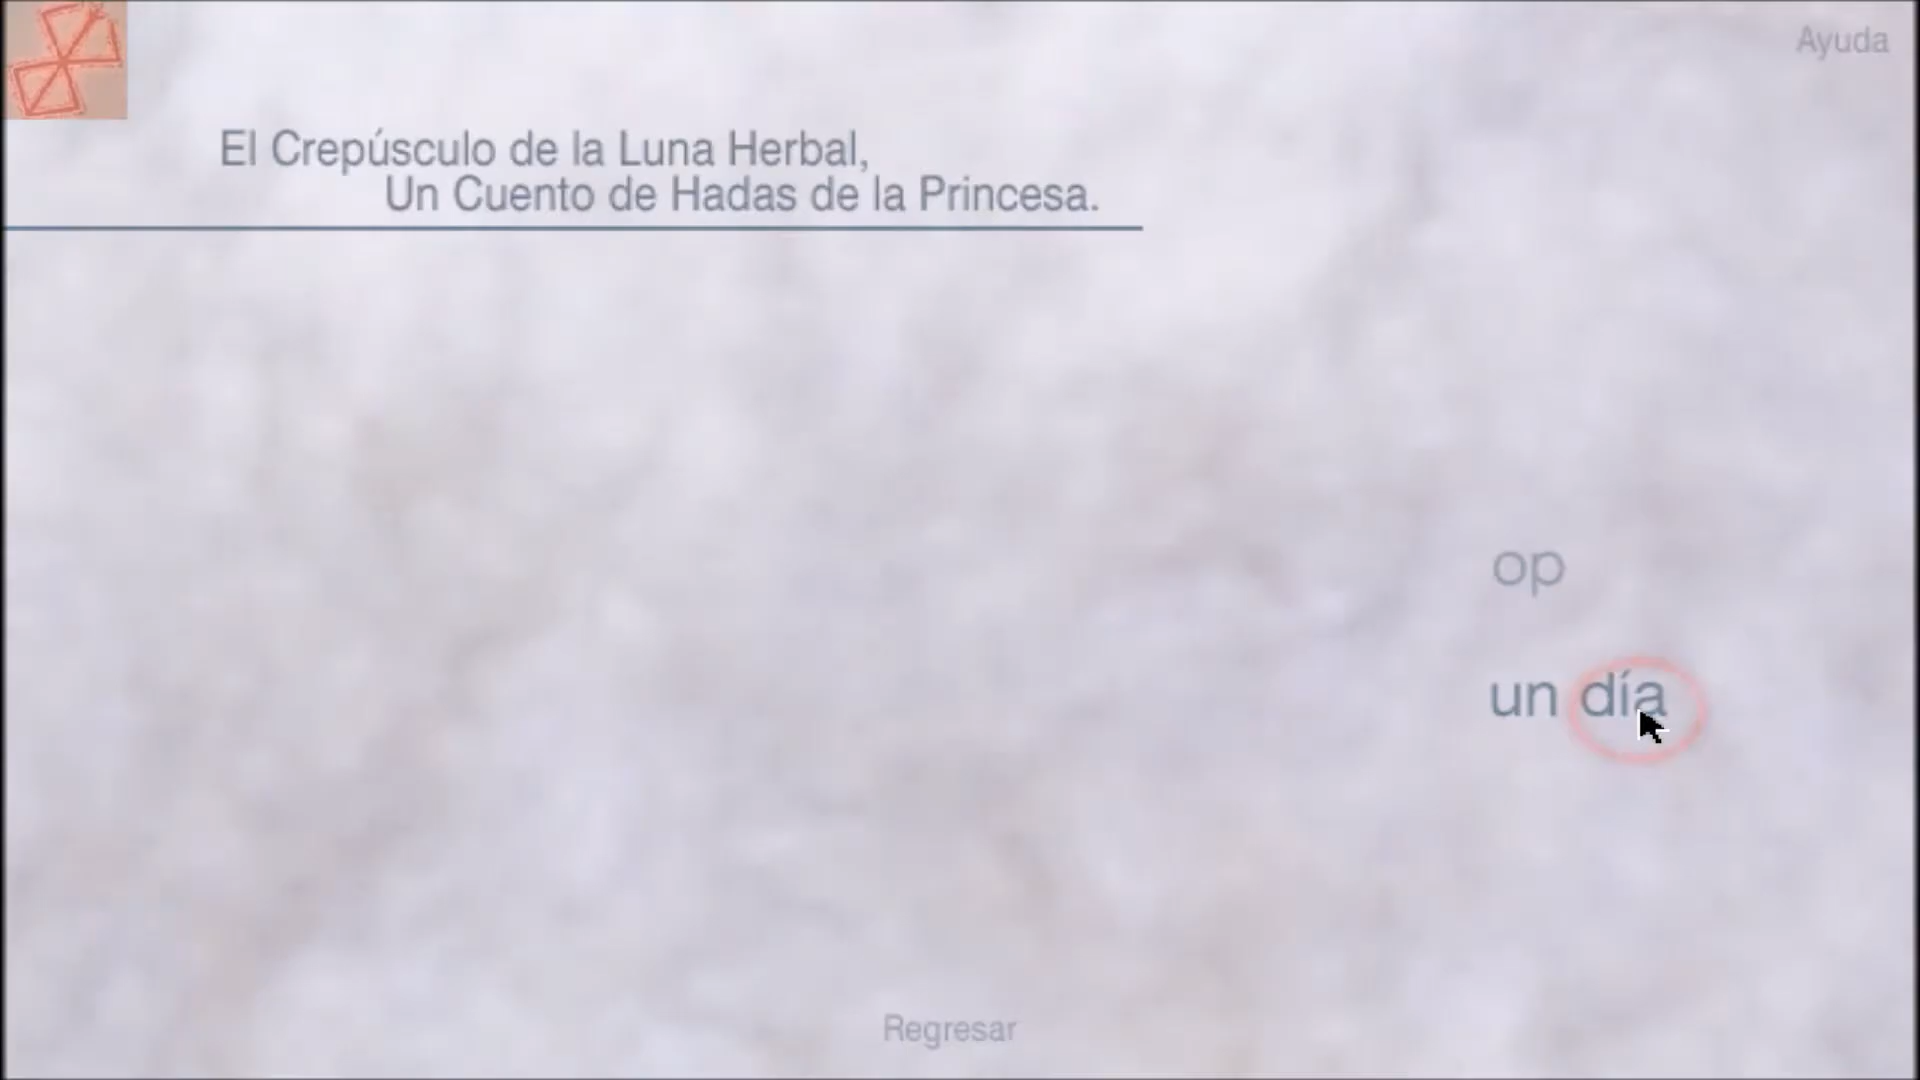 Ayuda
El Crepúsculo de la Luna Herbal,
Un Cuento de Hadas de la Princesa.
op
un día
Regresar